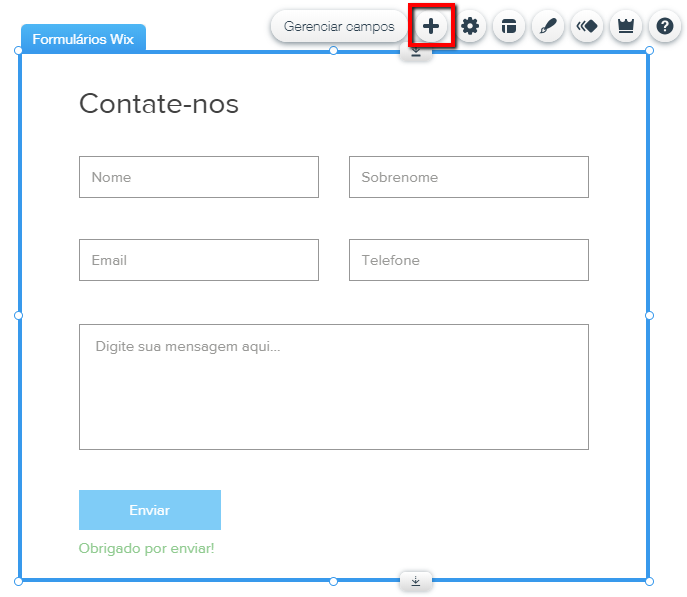 Gerenciar campos
Formulários Wix
Contate-nos
Nome
Sobrenome
Email
Telefone
Digite sua mensagem aqui...
Enviar
Obrigado por enviar!